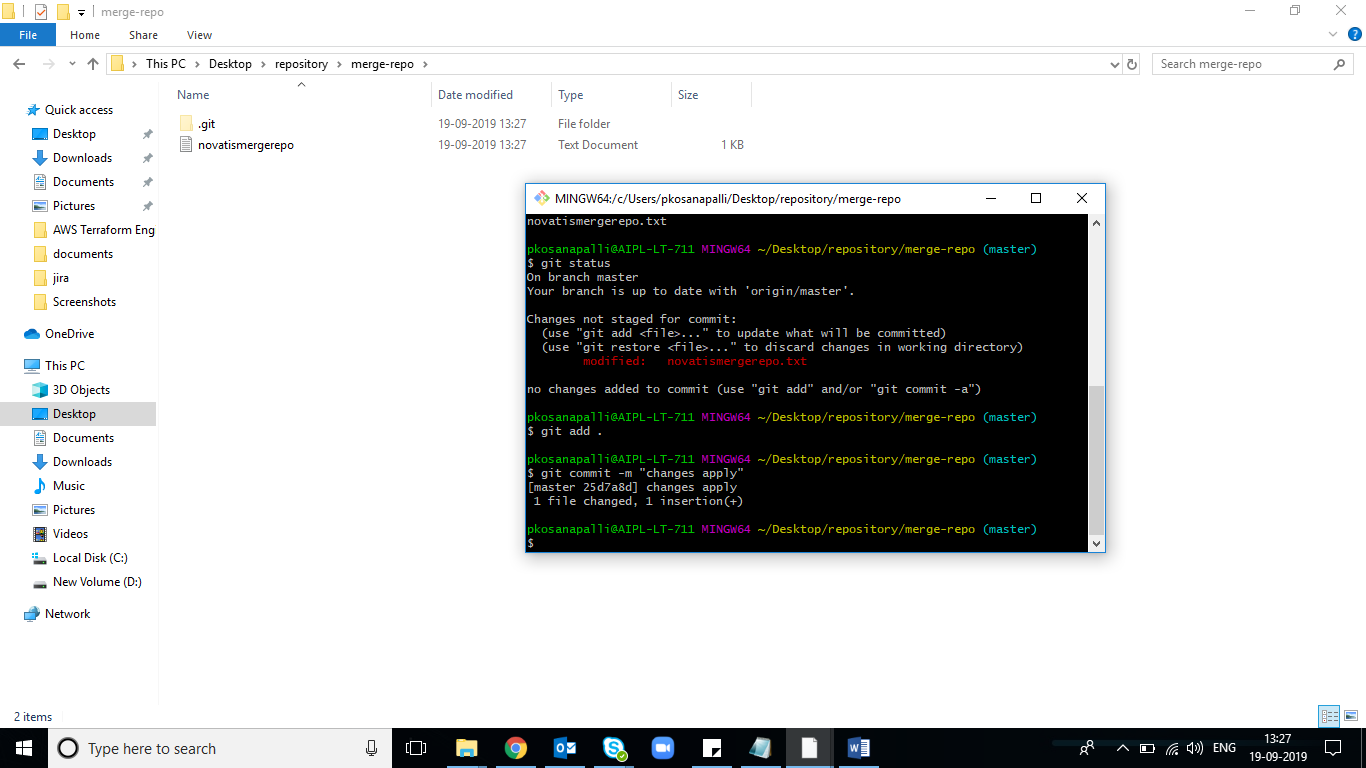 merge-repo
File Home Share View
This PC Desktop repository merge-repo
Search merge-repo
Name Date modified Type Size
.git 19-09-2019 13:27 File folder
novatismergerepo 19-09-2019 13:27 Text Document 1 KB
Quick access
Desktop
Downloads
Documents
Pictures
AWS Terraform Eng
documents
jira
Screenshots
OneDrive
This PC
3D Objects
Desktop
Documents
Downloads
Music
Pictures
Videos
Local Disk (C:)
New Volume (D:)
Network
2 items
MINGW64:/c/Users/pkosanapalli/Desktop/repository/merge-repo
novatismergerepo.txt
pkosanapalli@AIPL-LT-711 MINGW64 ~/Desktop/repository/merge-repo (master)
$ git status
On branch master
Your branch is up to date with 'origin/master'.
Changes not staged for commit:
(use "git add <file>..." to update what will be committed)
(use "git restore <file>..." to discard changes in working directory)
modified: novatismergerepo.txt
no changes added to commit (use "git add" and/or "git commit -a")
pkosanapalli@AIPL-LT-711 MINGW64 ~/Desktop/repository/merge-repo (master)
$ git add .
pkosanapalli@AIPL-LT-711 MINGW64 ~/Desktop/repository/merge-repo (master)
$ git commit -m "changes apply"
[master 25d7a8d] changes apply
1 file changed, 1 insertion(+)
pkosanapalli@AIPL-LT-711 MINGW64 ~/Desktop/repository/merge-repo (master)
$
Type here to search
ENG
13:27
19-09-2019